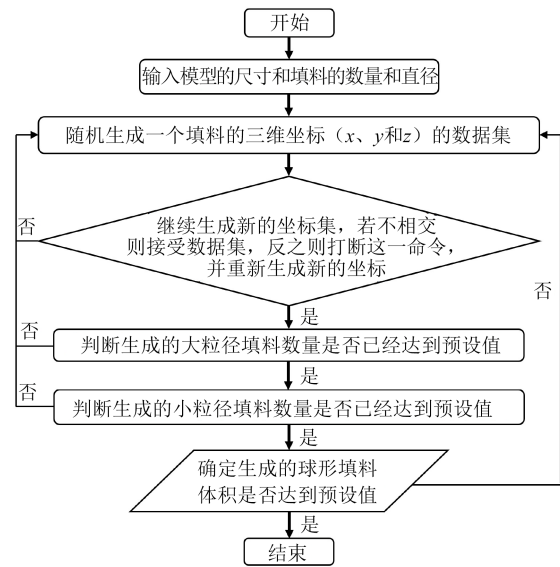 开始
输入模型的尺寸和填料的数量和直径
随机生成一个填料的三维坐标（x、y和z）的数据集
否
继续生成新的坐标集，若不相交
则接受数据集，反之则打断这一命令，
并重新生成新的坐标
否
是
否
判断生成的大粒径填料数量是否已经达到预设值
是
否
判断生成的小粒径填料数量是否已经达到预设值
是
确定生成的球形填料
体积是否达到预设值
是
结束